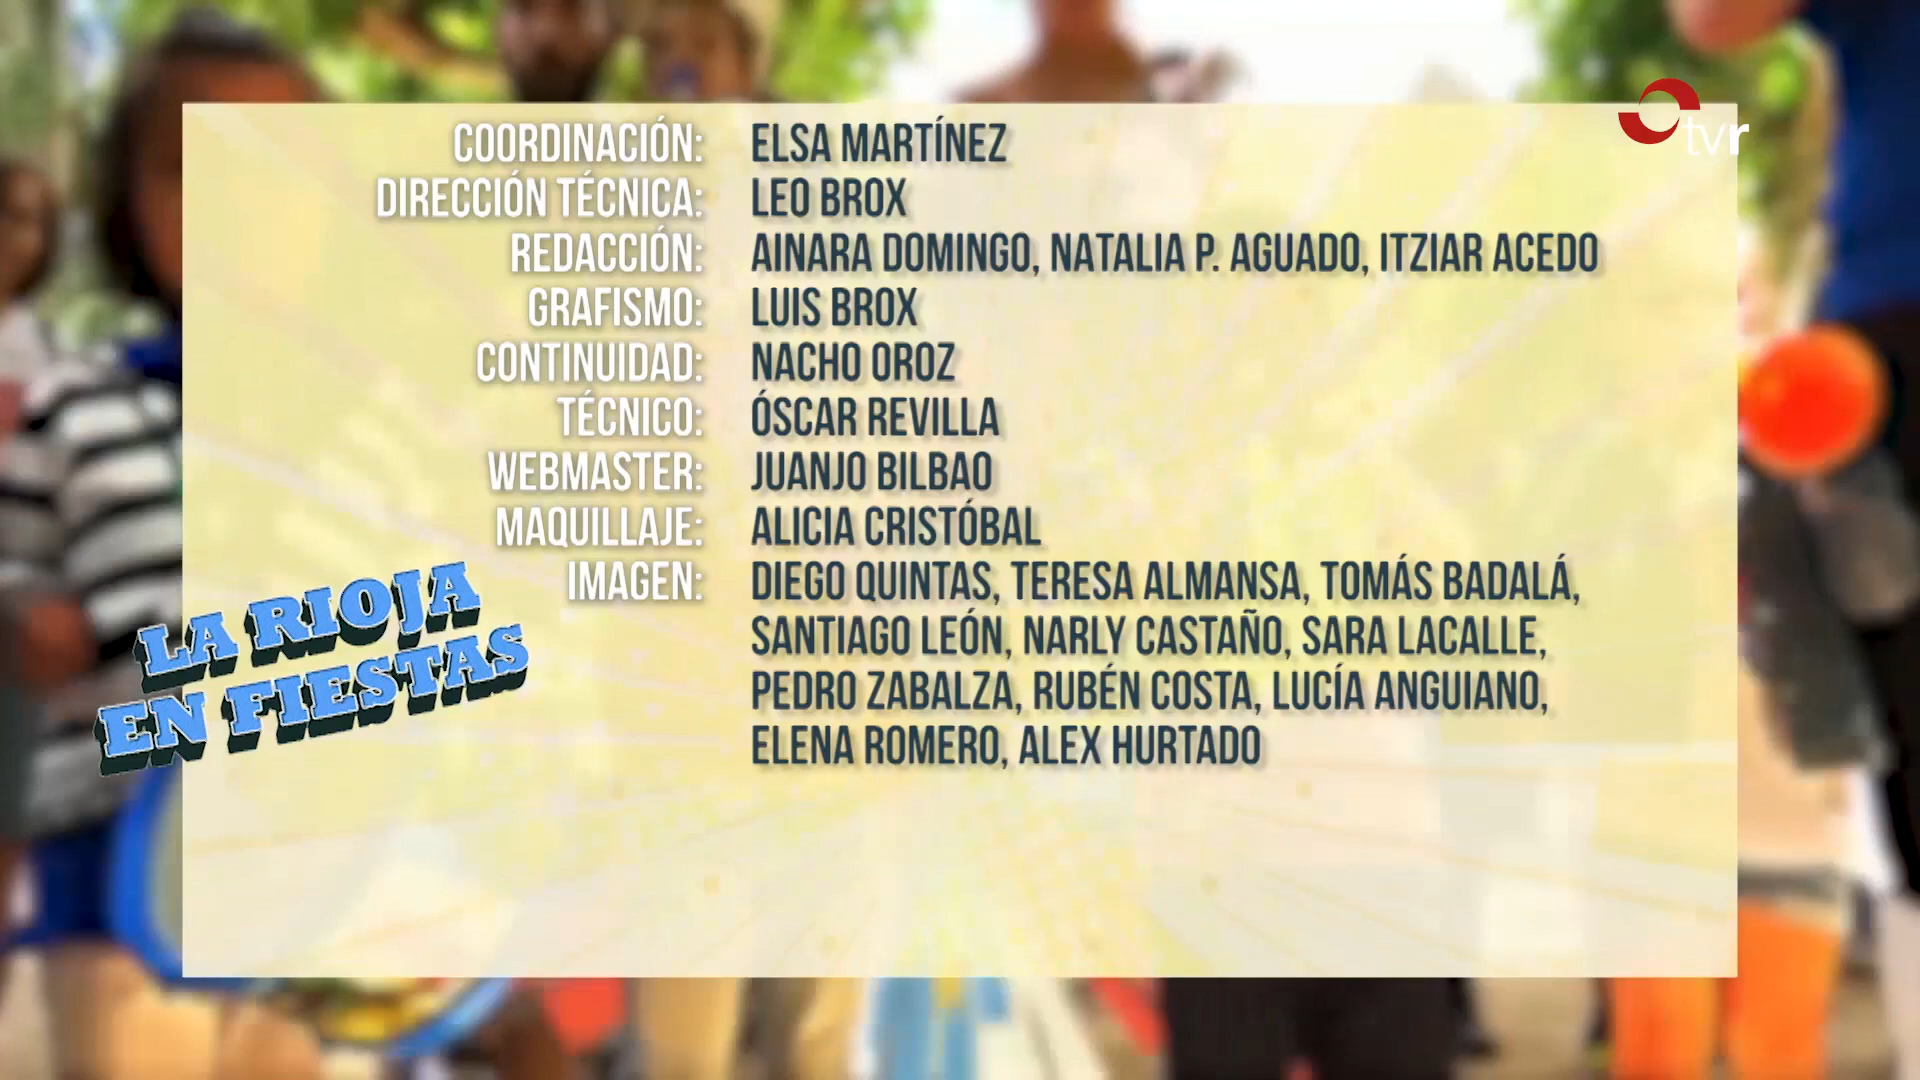 tvr
COORDINACIÓN: ELSA MARTÍNEZ
DIRECCIÓN TÉCNICA: LEO BROX
REDACCIÓN: AINARA DOMINGO, NATALIA P. AGUADO, ITZIAR ACEDO
GRAFISMO: LUIS BROX
CONTINUIDAD: NACHO OROZ
TÉCNICO: ÓSCAR REVILLA
WEBMASTER: JUANJO BILBAO
MAQUILLAJE: ALICIA CRISTÓBAL
IMAGEN: DIEGO QUINTAS, TERESA ALMANSA, TOMÁS BADALÁ,
SANTIAGO LEÓN, NARLY CASTAÑO, SARA LACALLE,
PEDRO ZABALZA, RUBÉN COSTA, LUCÍA ANGUIANO,
ELENA ROMERO, ALEX HURTADO
LA RIOJA
EN FIESTAS